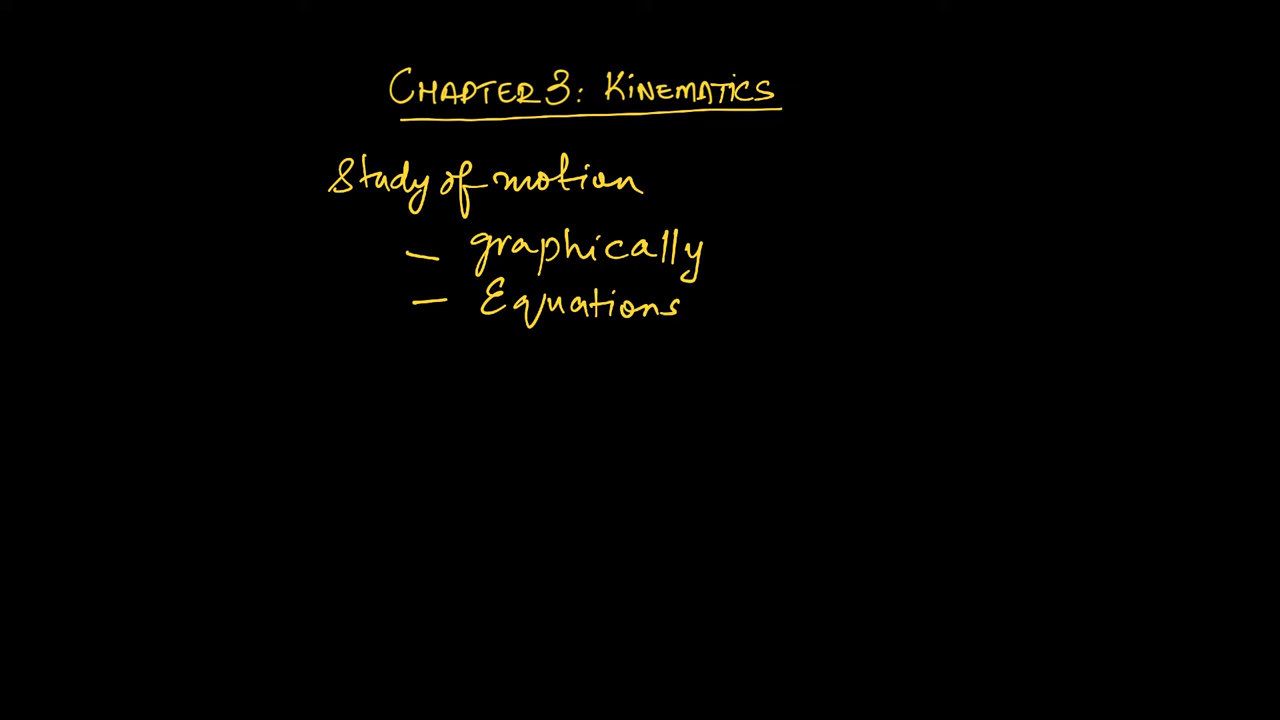 CHAPTER 3: KINEMATICS
Study of motion
– graphically
– Equations